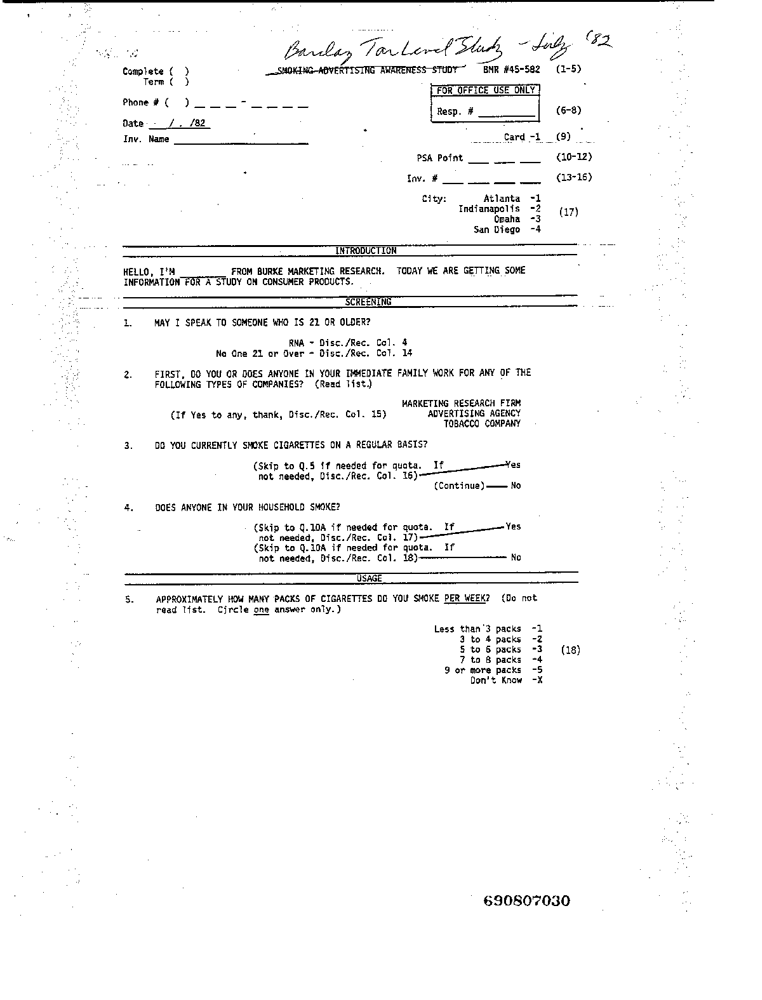 Barclay Tar Level Study - July '82
SMOKING ADVERTISING AWARENESS STUDY BMR #45-582 (1-5)
Complete ( )
Term ( )
FOR OFFICE USE ONLY
Phone # ( ) _ _ _ - _ _ _ _
Resp. # ________ (6-8)
Date / / /82
Card -1 (9)
Inv. Name ____________________
PSA Point ___ ___ ___ (10-12)
Inv. # ___ ___ ___ ___ (13-16)
City: Atlanta -1
Indianapolis -2 (17)
Omaha -3
San Diego -4
INTRODUCTION
HELLO, I'M ________ FROM BURKE MARKETING RESEARCH. TODAY WE ARE GETTING SOME
INFORMATION FOR A STUDY ON CONSUMER PRODUCTS.
SCREENING
1. MAY I SPEAK TO SOMEONE WHO IS 21 OR OLDER?
RNA - Disc./Rec. Col. 4
No One 21 or Over - Disc./Rec. Col. 14
2. FIRST, DO YOU OR DOES ANYONE IN YOUR IMMEDIATE FAMILY WORK FOR ANY OF THE
FOLLOWING TYPES OF COMPANIES? (Read list.)
MARKETING RESEARCH FIRM
(If Yes to any, thank, Disc./Rec. Col. 15) ADVERTISING AGENCY
TOBACCO COMPANY
3. DO YOU CURRENTLY SMOKE CIGARETTES ON A REGULAR BASIS?
(Skip to Q.5 if needed for quota. If Yes
not needed, Disc./Rec. Col. 16)
(Continue) No
4. DOES ANYONE IN YOUR HOUSEHOLD SMOKE?
(Skip to Q.10A if needed for quota. If Yes
not needed, Disc./Rec. Col. 17)
(Skip to Q.10A if needed for quota. If
not needed, Disc./Rec. Col. 18) No
USAGE
5. APPROXIMATELY HOW MANY PACKS OF CIGARETTES DO YOU SMOKE PER WEEK? (Do not
read list. Circle one answer only.)
Less than 3 packs -1
3 to 4 packs -2
5 to 6 packs -3 (18)
7 to 8 packs -4
9 or more packs -5
Don't Know -X
690807030